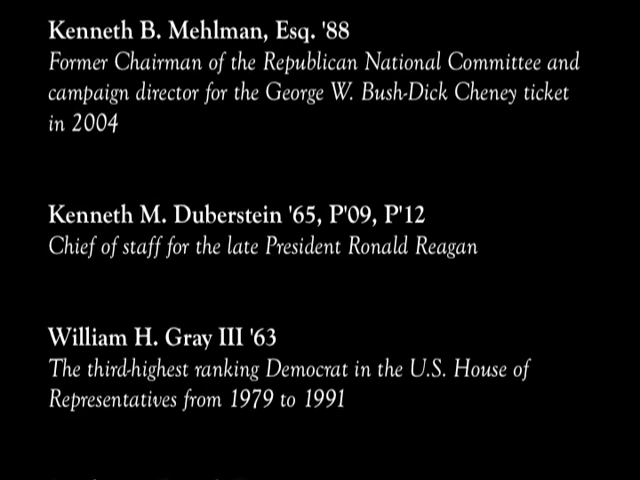 Kenneth B. Mehlman, Esq. '88
Former Chairman of the Republican National Committee and
campaign director for the George W. Bush-Dick Cheney ticket
in 2004
Kenneth M. Duberstein '65, P'09, P'12
Chief of staff for the late President Ronald Reagan
William H. Gray III '63
The third-highest ranking Democrat in the U.S. House of
Representatives from 1979 to 1991